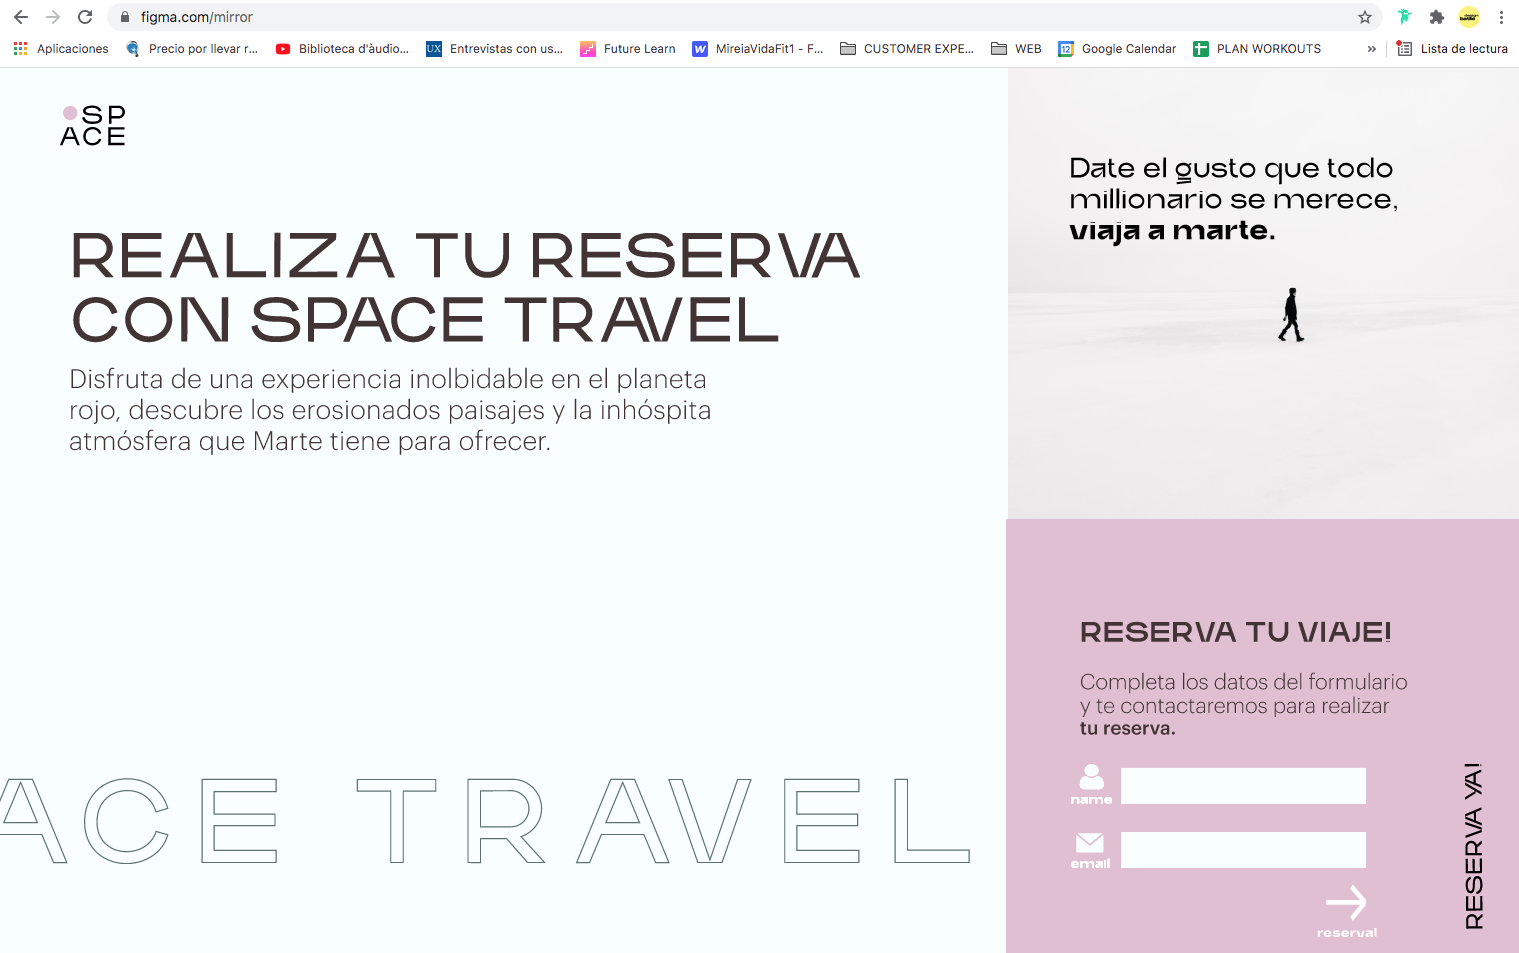 figma.com/mirror
Aplicaciones
Precio por llevar r...
Biblioteca d'àudio...
UX
Entrevistas con us...
Future Learn
W
MireiaVidaFit1 - F...
CUSTOMER EXPE...
WEB
12
Google Calendar
PLAN WORKOUTS
»
Lista de lectura
SP
ACE
REALIZA TU RESERVA
CON SPACE TRAVEL
Disfruta de una experiencia inolbidable en el planeta
rojo, descubre los erosionados paisajes y la inhóspita
atmósfera que Marte tiene para ofrecer.
ACE TRAVEL
Date el gusto que todo
millionario se merece,
viaja a marte.
RESERVA TU VIAJE!
Completa los datos del formulario
y te contactaremos para realizar
tu reserva.
name
email
reserva!
RESERVA YA!